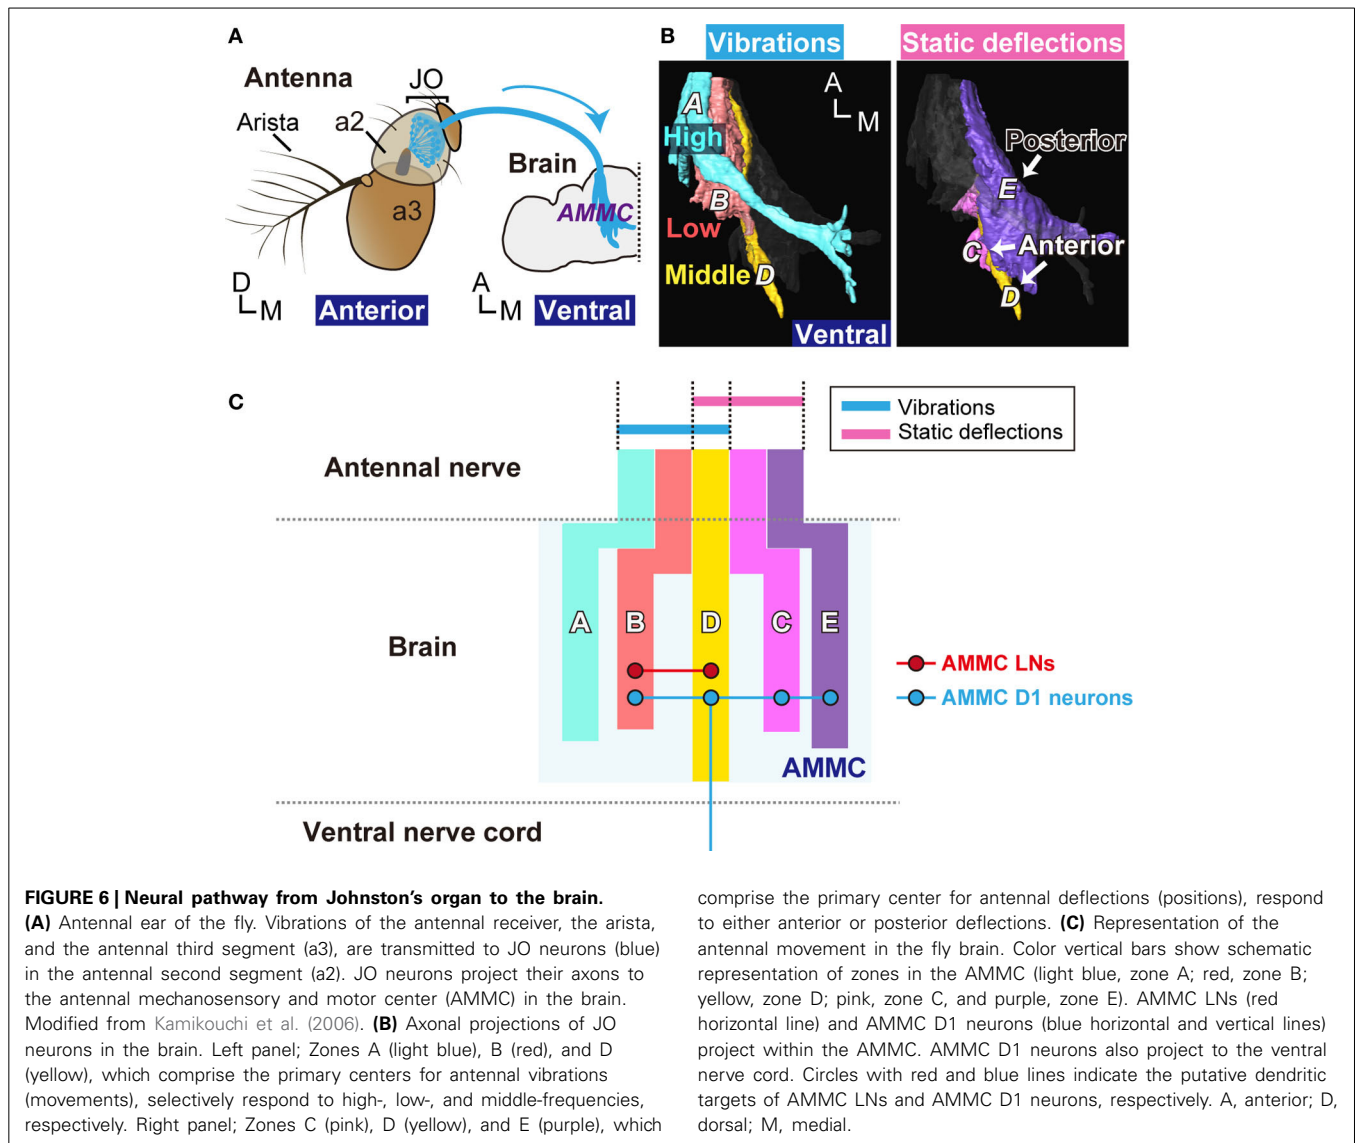 A
Antenna
JO
a2
Arista
a3
Brain
AMMC
D
M
Anterior
A
M
Ventral
B
Vibrations
Static deflections
A
High
A
M
B
Low
Middle D
Ventral
Posterior
E
C
Anterior
D
C
Vibrations
Static deflections
Antennal nerve
A
B
D
C
E
Brain
AMMC LNs
AMMC D1 neurons
AMMC
Ventral nerve cord
FIGURE 6 | Neural pathway from Johnston's organ to the brain.
(A) Antennal ear of the fly. Vibrations of the antennal receiver, the arista,
and the antennal third segment (a3), are transmitted to JO neurons (blue)
in the antennal second segment (a2). JO neurons project their axons to
the antennal mechanosensory and motor center (AMMC) in the brain.
Modified from Kamikouchi et al. (2006). (B) Axonal projections of JO
neurons in the brain. Left panel; Zones A (light blue), B (red), and D
(yellow), which comprise the primary centers for antennal vibrations
(movements), selectively respond to high-, low-, and middle-frequencies,
respectively. Right panel; Zones C (pink), D (yellow), and E (purple), which
comprise the primary center for antennal deflections (positions), respond
to either anterior or posterior deflections. (C) Representation of the
antennal movement in the fly brain. Color vertical bars show schematic
representation of zones in the AMMC (light blue, zone A; red, zone B;
yellow, zone D; pink, zone C, and purple, zone E). AMMC LNs (red
horizontal line) and AMMC D1 neurons (blue horizontal and vertical lines)
project within the AMMC. AMMC D1 neurons also project to the ventral
nerve cord. Circles with red and blue lines indicate the putative dendritic
targets of AMMC LNs and AMMC D1 neurons, respectively. A, anterior; D,
dorsal; M, medial.